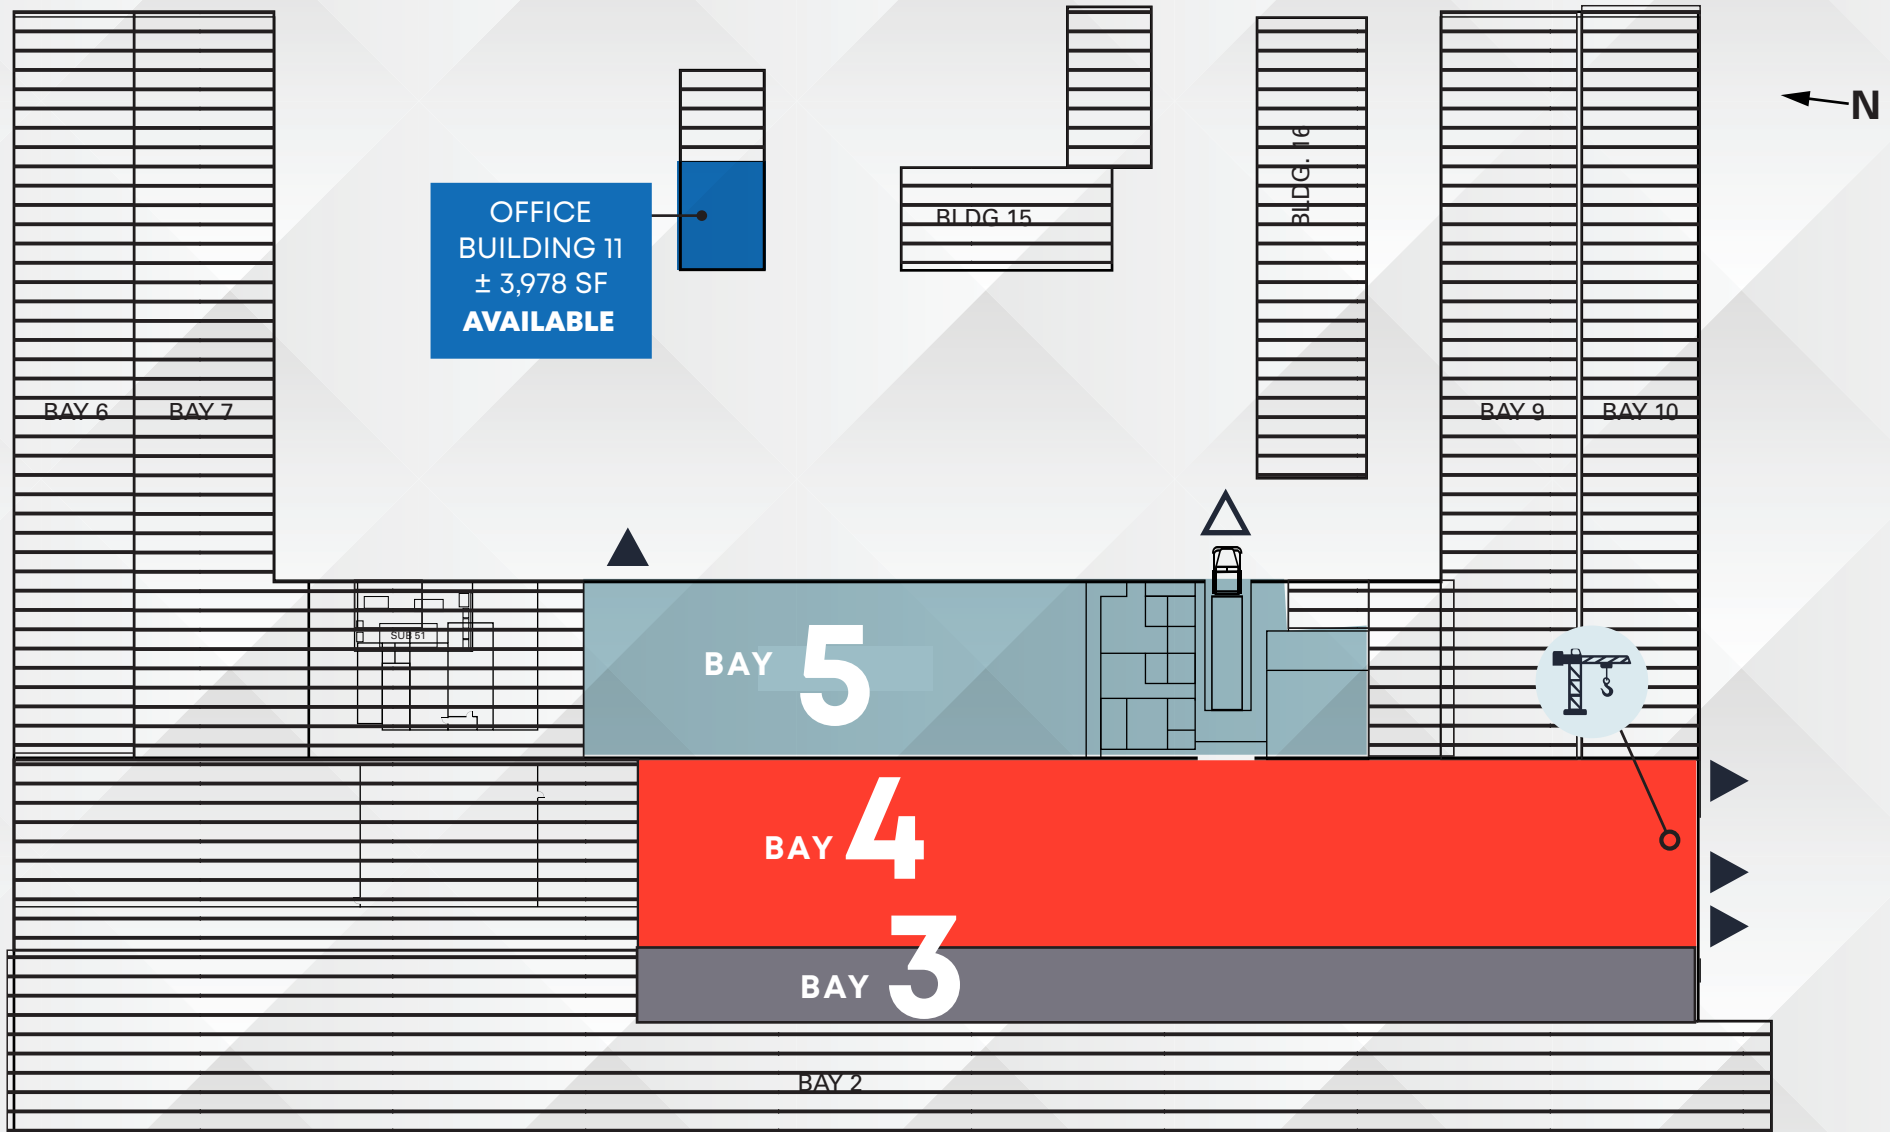 N
BLDG. 16
OFFICE
BUILDING 11
± 3,978 SF
AVAILABLE
BLDG 15
BAY 6
BAY 7
BAY 9
BAY 10
SUB 51
BAY 5
BAY 4
BAY 3
BAY 2